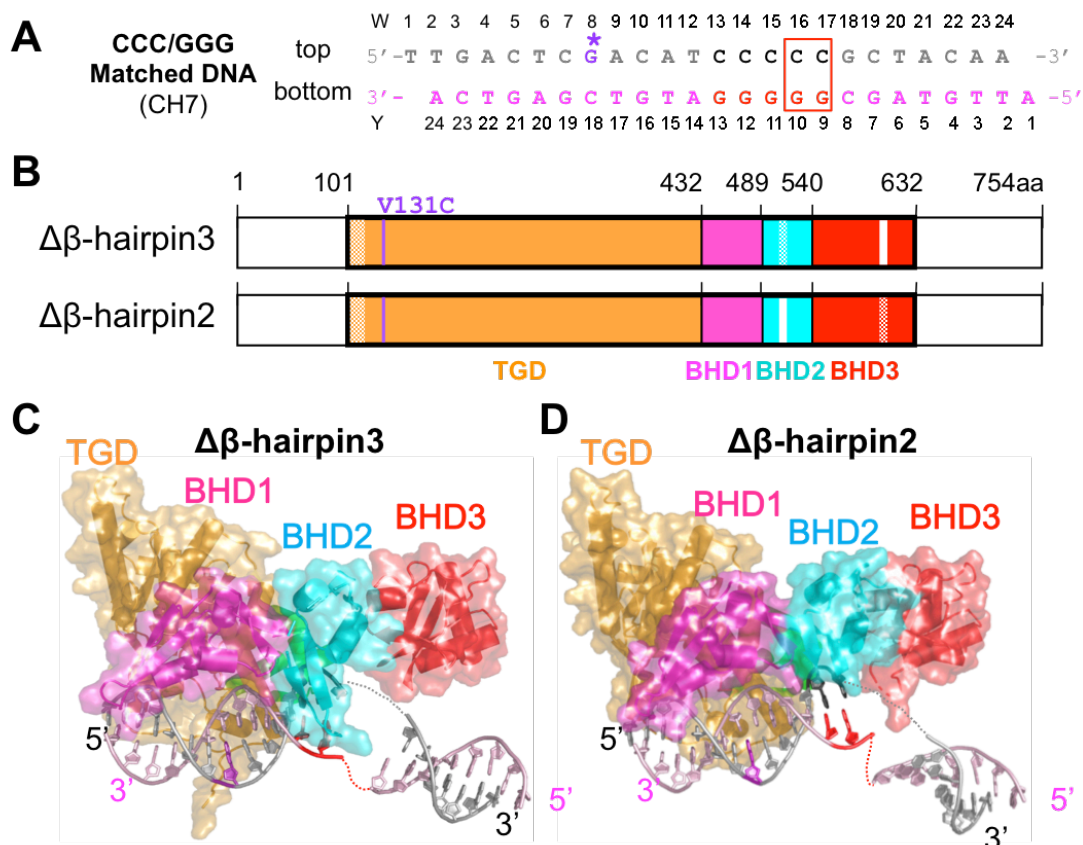 A
CCC/GGG
Matched DNA
(CH7)
W 1 2 3 4 5 6 7 8 9 10 11 12 13 14 15 16 17 18 19 20 21 22 23 24
*
top 5′-T T G A C T C G A C A T C C C C C G C T A C A A -3′
bottom 3′- A C T G A G C T G T A G G G G G C G A T G T T A -5′
Y 24 23 22 21 20 19 18 17 16 15 14 13 12 11 10 9 8 7 6 5 4 3 2 1
B
1 101 432 489 540 632 754aa
V131C
Δβ-hairpin3
Δβ-hairpin2
TGD BHD1 BHD2 BHD3
C
Δβ-hairpin3
TGD
BHD1
BHD2
BHD3
5’
3’
5’
3’
D
Δβ-hairpin2
TGD
BHD1
BHD2
BHD3
5’
3’
5’
3’